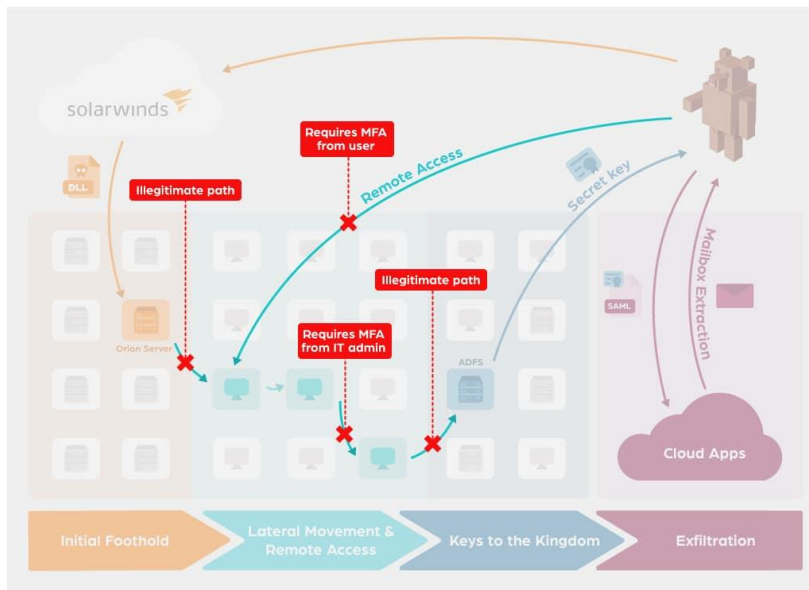 solarwinds
Requires MFA
from user
DLL
Illegitimate path
Remote Access
Secret key
Illegitimate path
Mailbox Extraction
SAML
Requires MFA
from IT admin
Orion Server
ADFS
Cloud Apps
Initial Foothold
Lateral Movement &
Remote Access
Keys to the Kingdom
Exfiltration